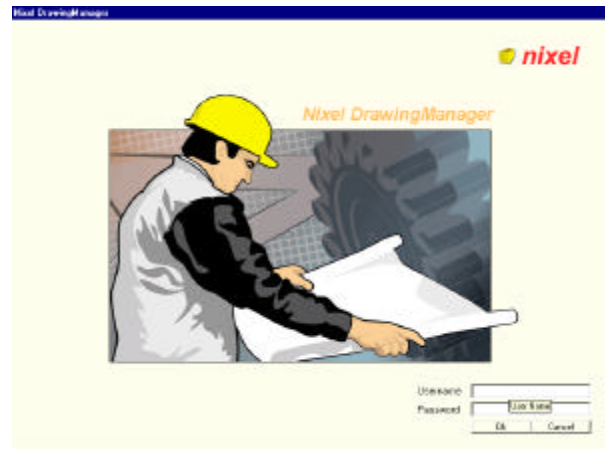 Nixel DrawingManager
nixel
Nixel DrawingManager
Username
Password
User Name
Ok
Cancel